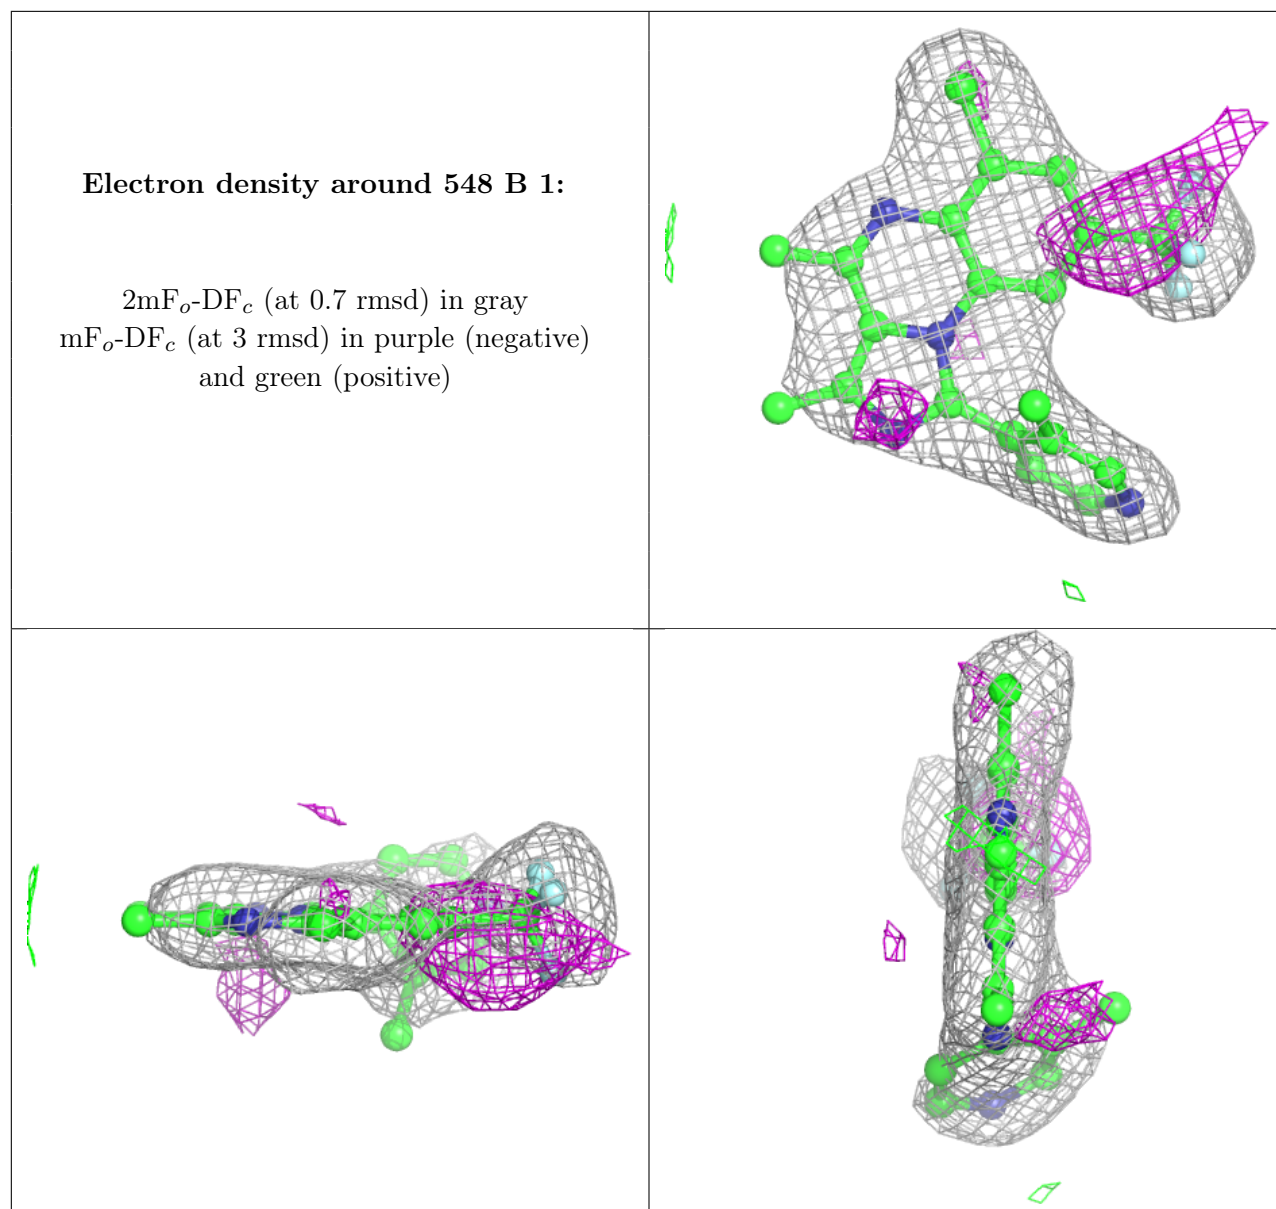 Electron density around 548 B 1:
2mFo-DFc (at 0.7 rmsd) in gray
mFo-DFc (at 3 rmsd) in purple (negative)
and green (positive)